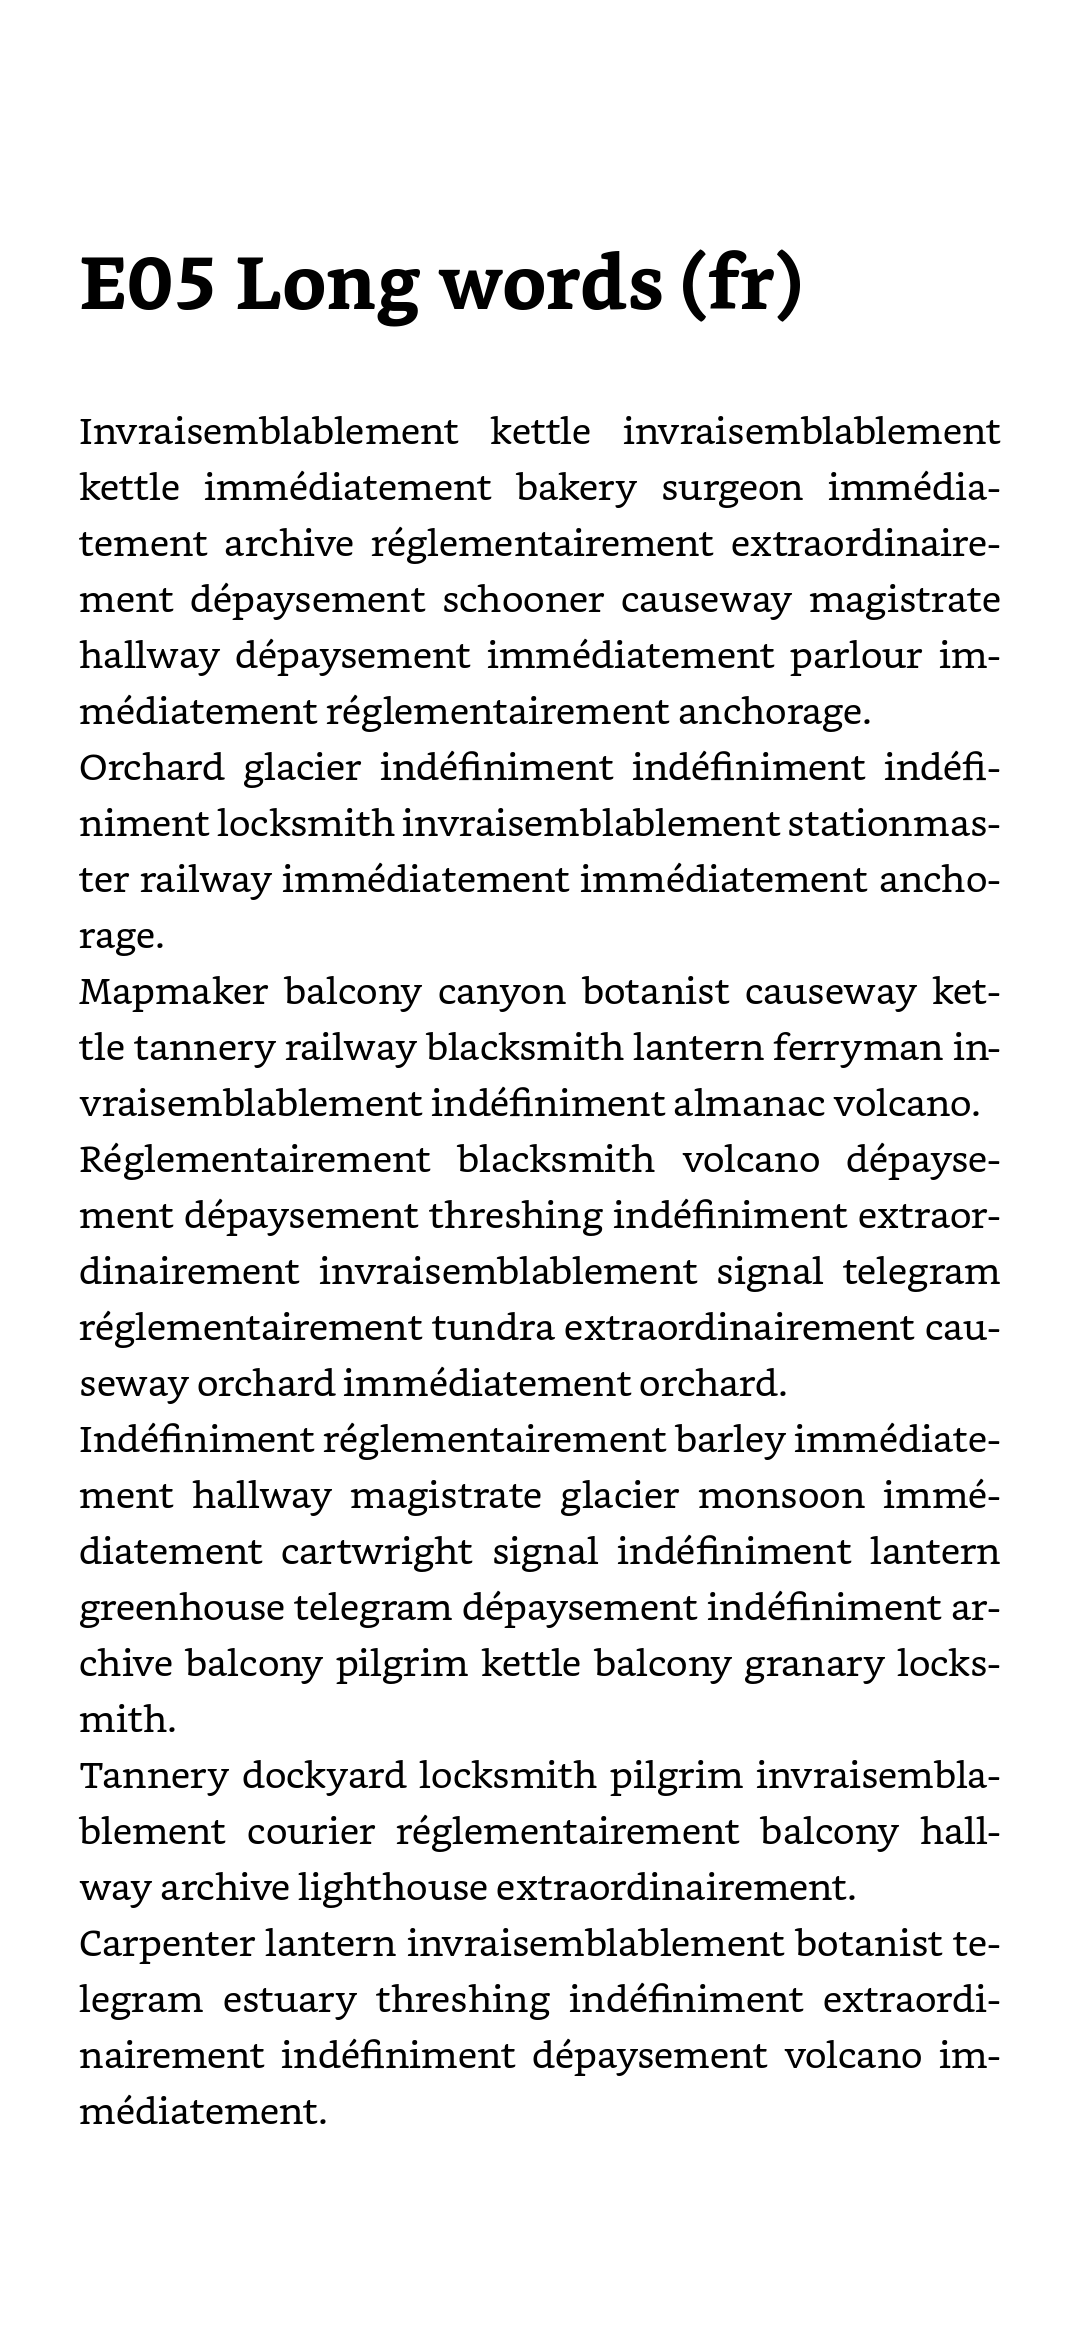 E05 Long words (fr)
Invraisemblablement kettle invraisemblablement
kettle immédiatement bakery surgeon immédia-
tement archive réglementairement extraordinaire-
ment dépaysement schooner causeway magistrate
hallway dépaysement immédiatement parlour im-
médiatement réglementairement anchorage.
Orchard glacier indéfiniment indéfiniment indéfi-
niment locksmith invraisemblablement stationmas-
ter railway immédiatement immédiatement ancho-
rage.
Mapmaker balcony canyon botanist causeway ket-
tle tannery railway blacksmith lantern ferryman in-
vraisemblablement indéfiniment almanac volcano.
Réglementairement blacksmith volcano dépayse-
ment dépaysement threshing indéfiniment extraor-
dinairement invraisemblablement signal telegram
réglementairement tundra extraordinairement cau-
seway orchard immédiatement orchard.
Indéfiniment réglementairement barley immédiate-
ment hallway magistrate glacier monsoon immé-
diatement cartwright signal indéfiniment lantern
greenhouse telegram dépaysement indéfiniment ar-
chive balcony pilgrim kettle balcony granary locks-
mith.
Tannery dockyard locksmith pilgrim invraisembla-
blement courier réglementairement balcony hall-
way archive lighthouse extraordinairement.
Carpenter lantern invraisemblablement botanist te-
legram estuary threshing indéfiniment extraordi-
nairement indéfiniment dépaysement volcano im-
médiatement.